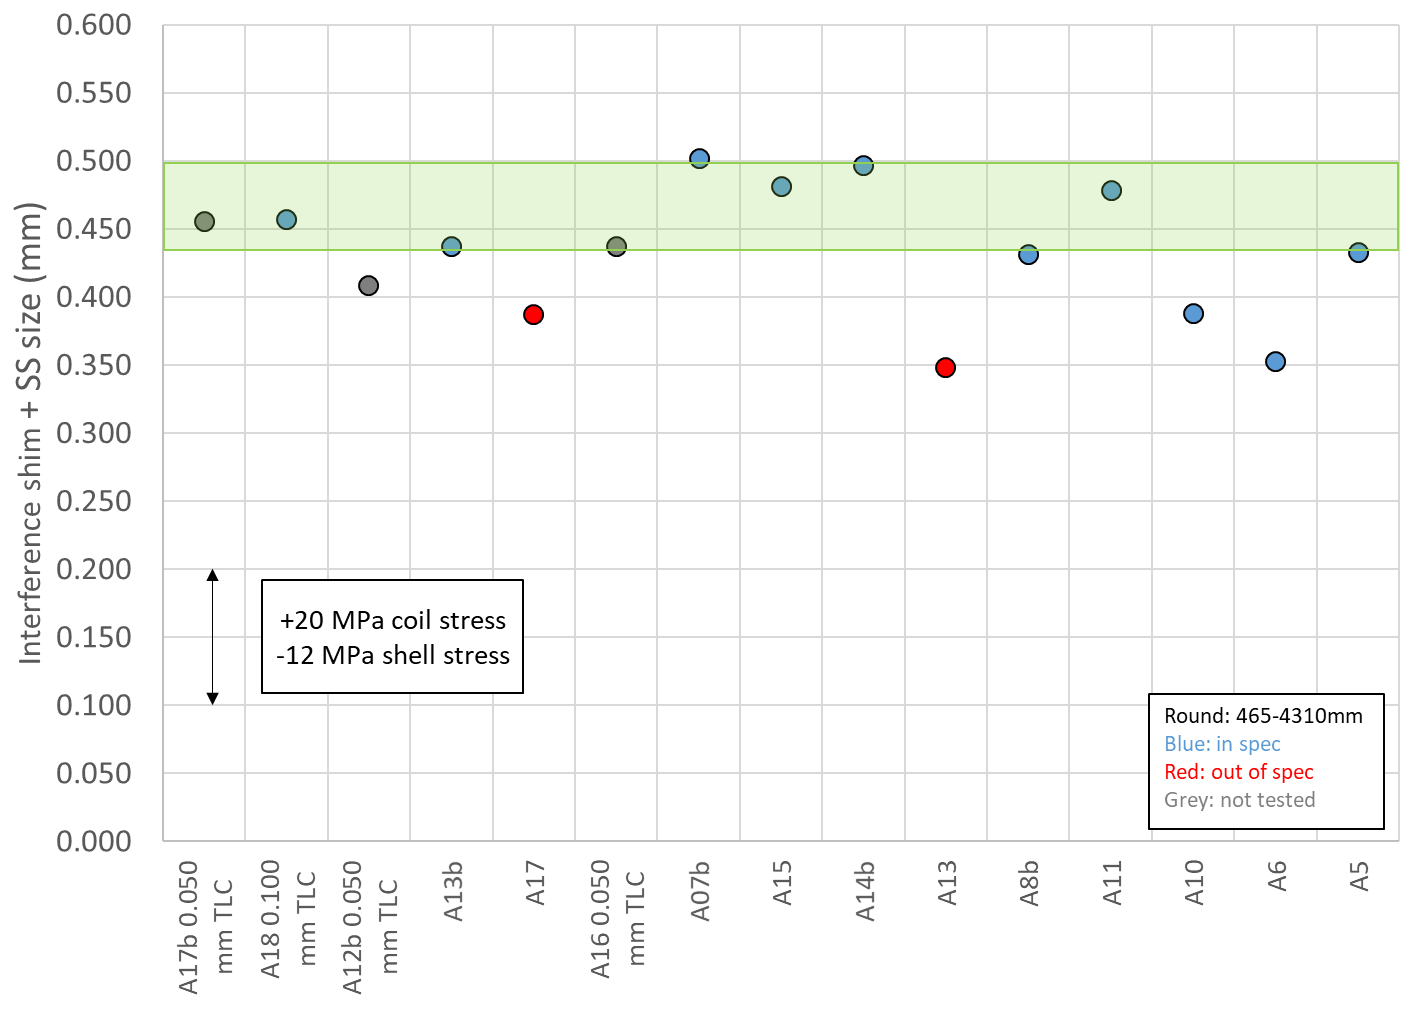 0.600
0.550
0.500
0.450
0.400
0.350
0.300
0.250
0.200
0.150
0.100
0.050
0.000
Interference shim + SS size (mm)
+20 MPa coil stress
-12 MPa shell stress
Round: 465-4310mm
Blue: in spec
Red: out of spec
Grey: not tested
A17b 0.050
mm TLC
A18 0.100
mm TLC
A12b 0.050
mm TLC
A13b
A17
A16 0.050
mm TLC
A07b
A15
A14b
A13
A8b
A11
A10
A6
A5